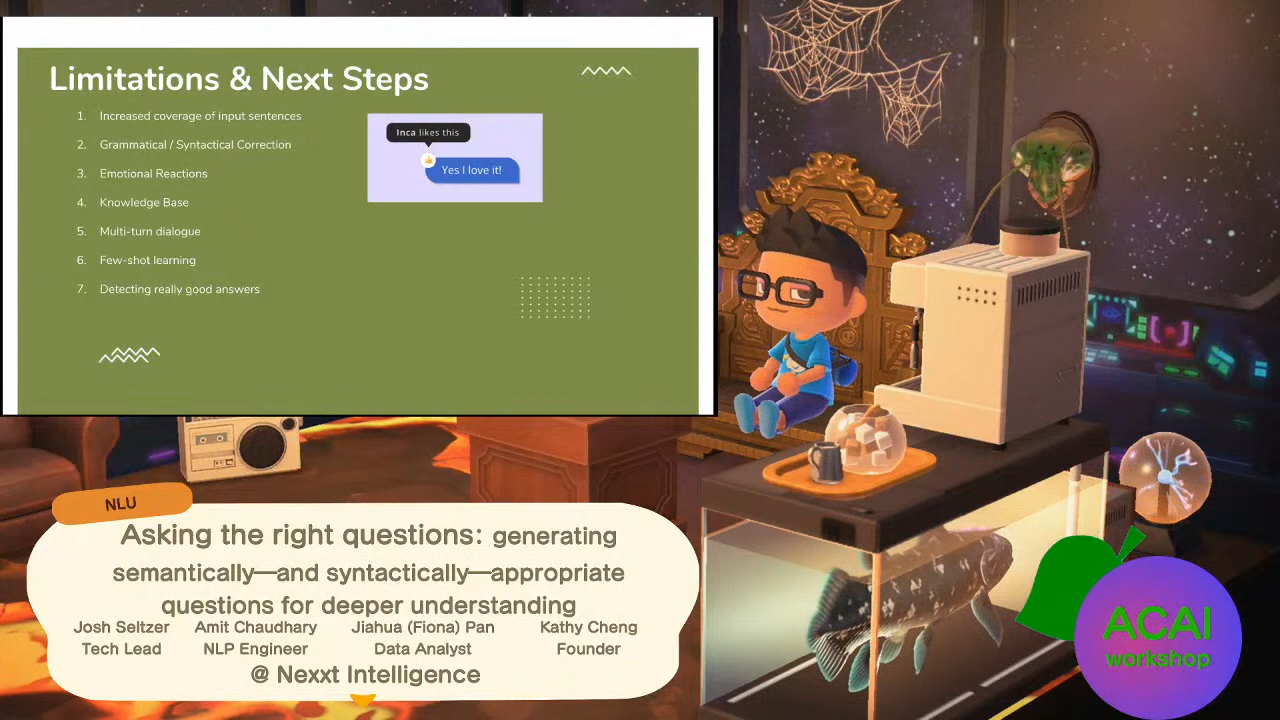 Limitations & Next Steps
1. Increased coverage of input sentences
2. Grammatical / Syntactical Correction
3. Emotional Reactions
4. Knowledge Base
5. Multi-turn dialogue
6. Few-shot learning
7. Detecting really good answers
Inca likes this
Yes I love it!
NLU
Asking the right questions: generating
semantically—and syntactically—appropriate
questions for deeper understanding
Josh Seltzer Amit Chaudhary Jiahua (Fiona) Pan Kathy Cheng
Tech Lead NLP Engineer Data Analyst Founder
@ Nexxt Intelligence
ACAI
workshop